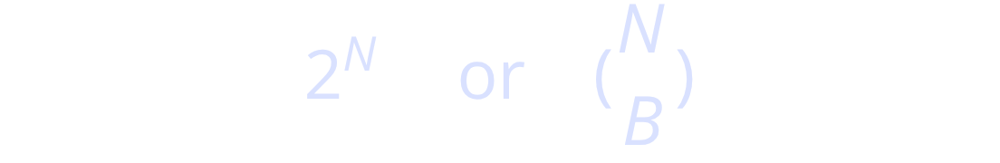 2^N or (N B)